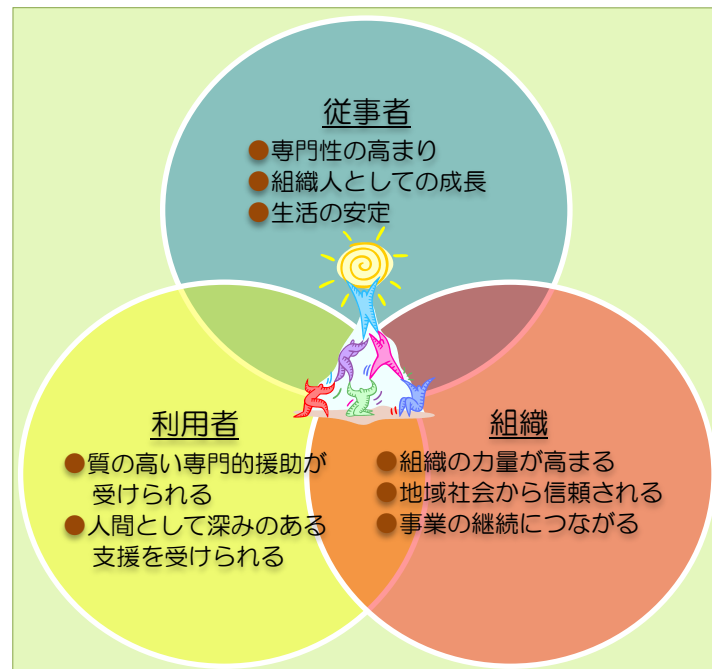 従事者
●専門性の高まり
●組織人としての成長
●生活の安定
利用者
●質の高い専門的援助が
受けられる
●人間として深みのある
支援を受けられる
組織
●組織の力量が高まる
●地域社会から信頼される
●事業の継続につながる